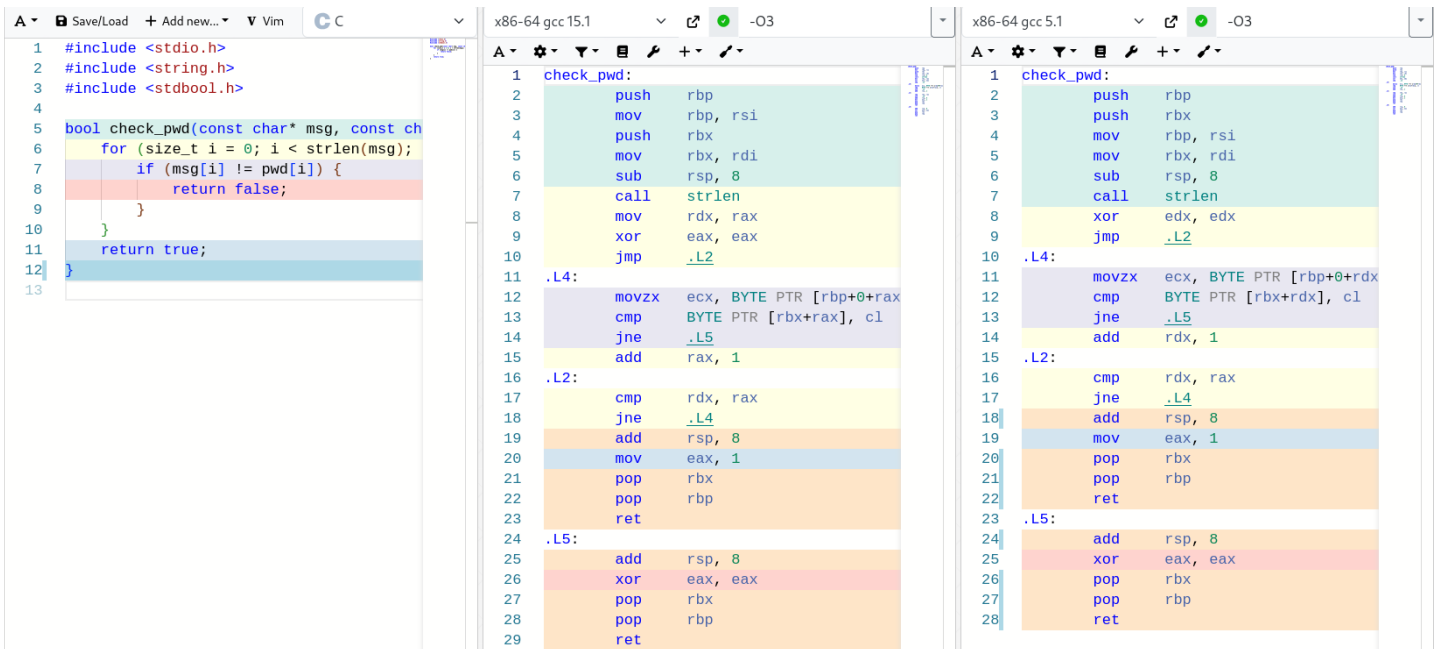 A Save/Load + Add new... V Vim C C
1 #include <stdio.h>
2 #include <string.h>
3 #include <stdbool.h>
4
5 bool check_pwd(const char* msg, const ch
6 for (size_t i = 0; i < strlen(msg);
7 if (msg[i] != pwd[i]) {
8 return false;
9 }
10 }
11 return true;
12 }
13
x86-64 gcc 15.1 -O3
A
1 check_pwd:
2 push rbp
3 mov rbp, rsi
4 push rbx
5 mov rbx, rdi
6 sub rsp, 8
7 call strlen
8 mov rdx, rax
9 xor eax, eax
10 jmp .L2
11 .L4:
12 movzx ecx, BYTE PTR [rbp+0+rax
13 cmp BYTE PTR [rbx+rax], cl
14 jne .L5
15 add rax, 1
16 .L2:
17 cmp rdx, rax
18 jne .L4
19 add rsp, 8
20 mov eax, 1
21 pop rbx
22 pop rbp
23 ret
24 .L5:
25 add rsp, 8
26 xor eax, eax
27 pop rbx
28 pop rbp
29 ret
x86-64 gcc 5.1 -O3
A
1 check_pwd:
2 push rbp
3 push rbx
4 mov rbp, rsi
5 mov rbx, rdi
6 sub rsp, 8
7 call strlen
8 xor edx, edx
9 jmp .L2
10 .L4:
11 movzx ecx, BYTE PTR [rbp+0+rdx
12 cmp BYTE PTR [rbx+rdx], cl
13 jne .L5
14 add rdx, 1
15 .L2:
16 cmp rdx, rax
17 jne .L4
18 add rsp, 8
19 mov eax, 1
20 pop rbx
21 pop rbp
22 ret
23 .L5:
24 add rsp, 8
25 xor eax, eax
26 pop rbx
27 pop rbp
28 ret